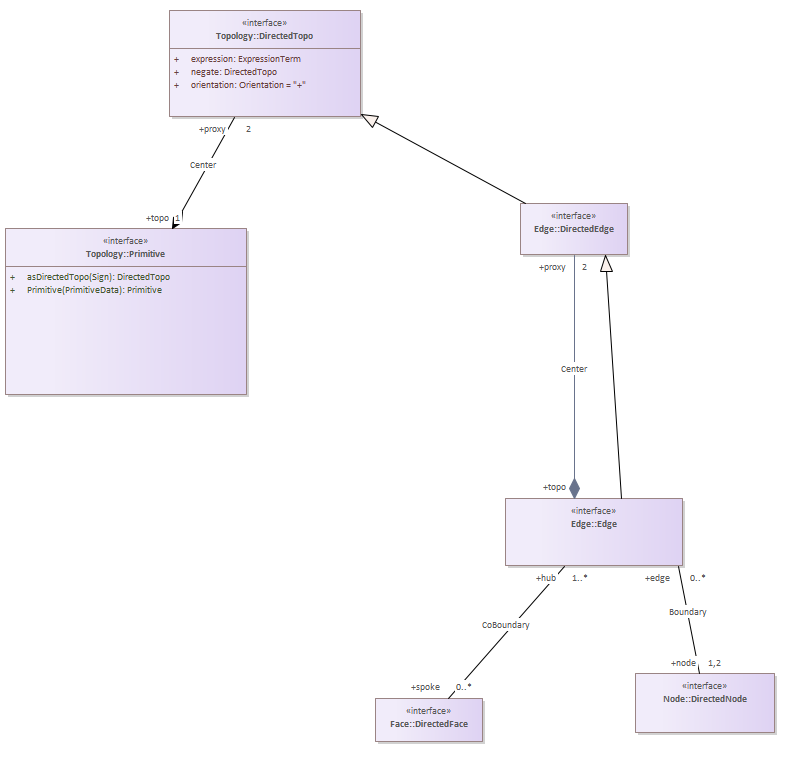 «interface»
Topology::DirectedTopo
+ expression: ExpressionTerm
+ negate: DirectedTopo
+ orientation: Orientation = "+"
+proxy 2
Center
+topo 1
«interface»
Topology::Primitive
+ asDirectedTopo(Sign): DirectedTopo
+ Primitive(PrimitiveData): Primitive
«interface»
Edge::DirectedEdge
+proxy 2
Center
+topo
«interface»
Edge::Edge
+hub 1..*
+edge 0..*
CoBoundary
Boundary
+spoke 0..*
+node 1,2
«interface»
Face::DirectedFace
«interface»
Node::DirectedNode